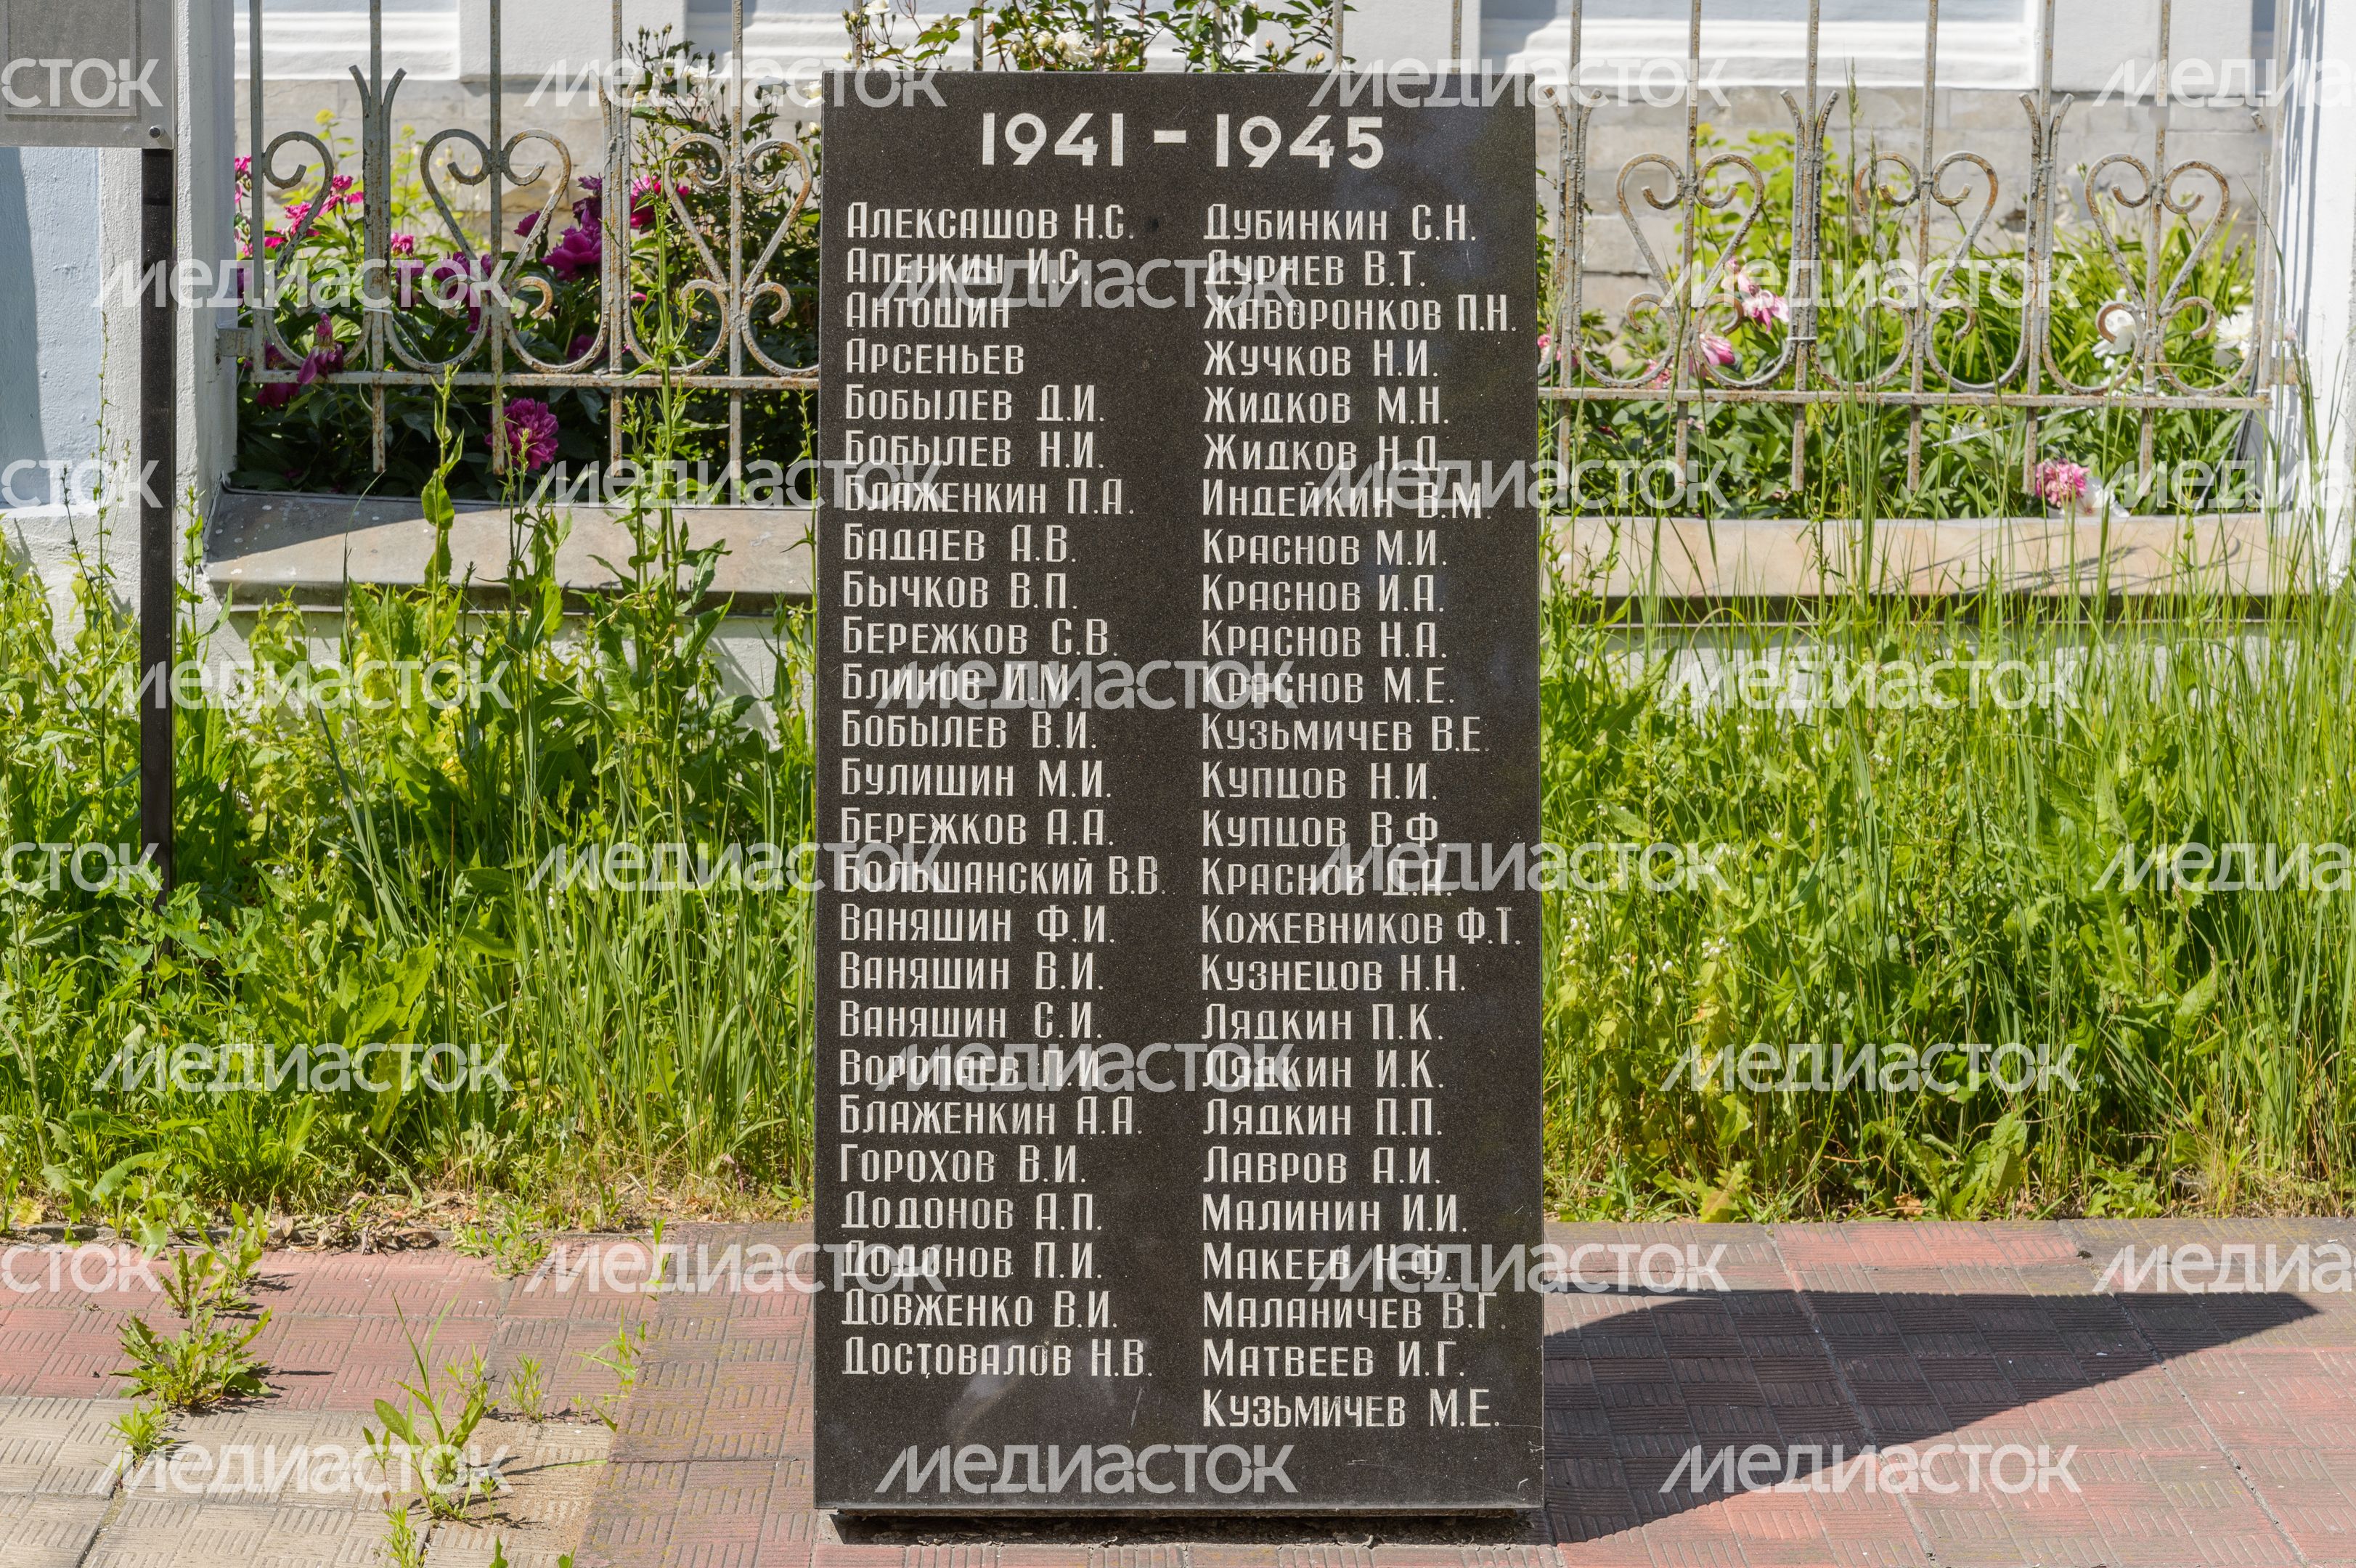 1941 - 1945
Алексашов Н.С.
Апенкин И.С.
Антошин
Арсеньев
Бобылев Д.И.
Бобылев Н.И.
Блаженкин П.А.
Бадаев А.В.
Бычков В.П.
Бережков С.В.
Блинов И.М.
Бобылев В.И.
Булишин М.И.
Бережков А.А.
Большанский В.В.
Ваняшин Ф.И.
Ваняшин В.И.
Ваняшин С.И.
Воропаев П.И.
Блаженкин А.А.
Горохов В.И.
Додонов А.П.
Додонов П.И.
Довженко В.И.
Достовалов Н.В.
Дубинкин С.Н.
Дурнев В.Т.
Жаворонков П.Н.
Жучков Н.И.
Жидков М.Н.
Жидков Н.Д.
Индейкин В.М.
Краснов М.И.
Краснов И.А.
Краснов Н.А.
Краснов М.Е.
Кузьмичев В.Е.
Купцов Н.И.
Купцов В.Ф.
Краснов Д.А.
Кожевников Ф.Т.
Кузнецов Н.Н.
Лядкин П.К.
Лядкин И.К.
Лядкин П.П.
Лавров А.И.
Малинин И.И.
Макеев Н.Ф.
Маланичев В.Г.
Матвеев И.Г.
Кузьмичев М.Е.
медиасток